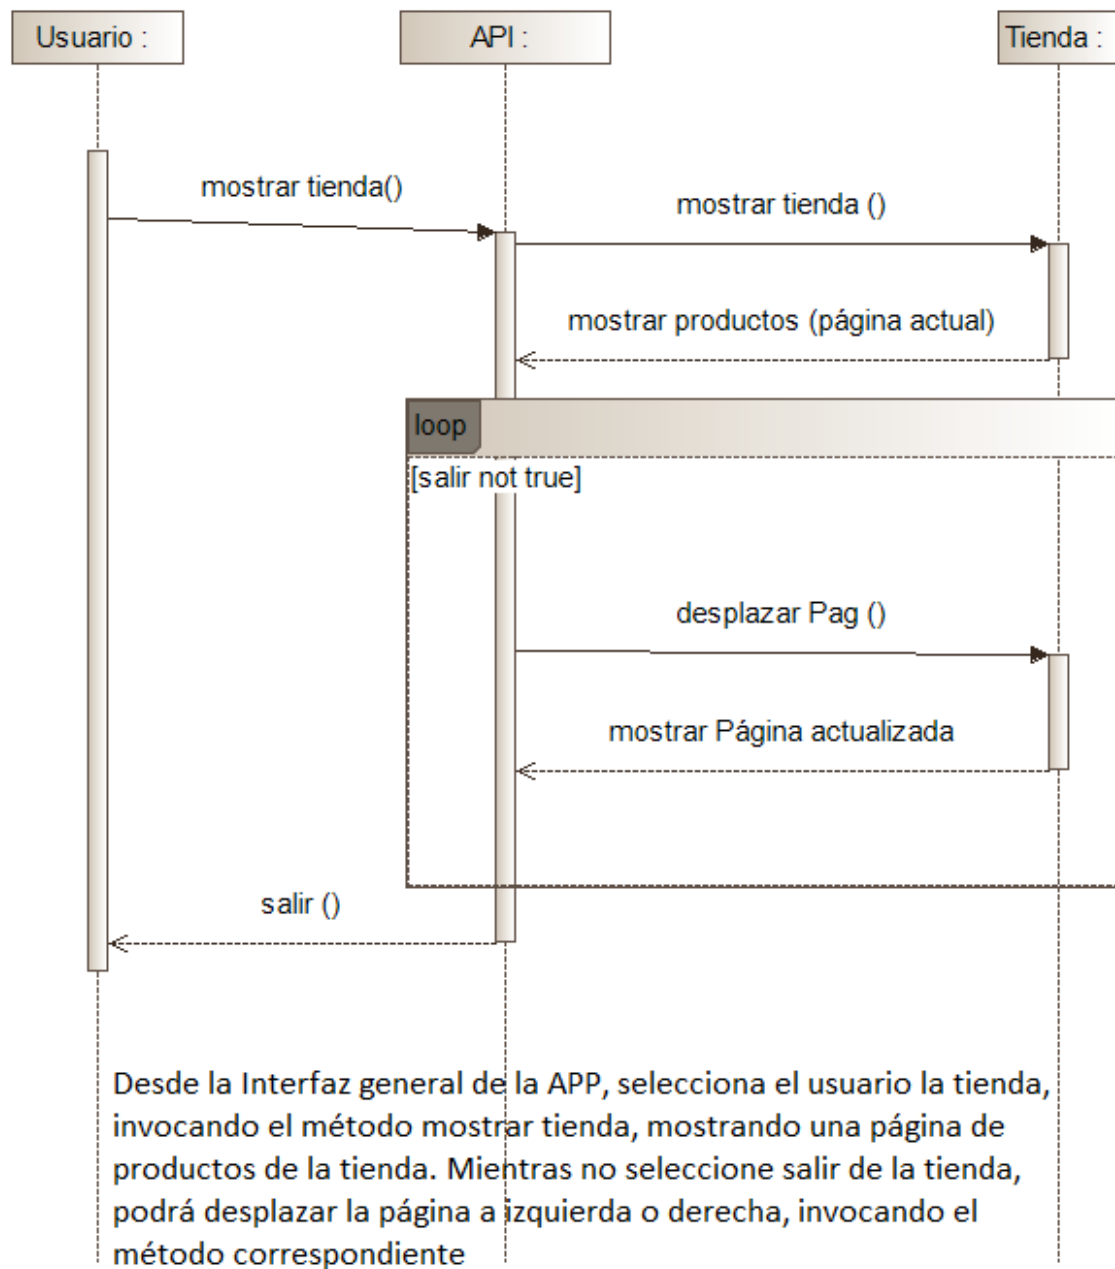 Usuario :
API :
Tienda :
mostrar tienda()
mostrar tienda ()
mostrar productos (página actual)
loop
[salir not true]
desplazar Pag ()
mostrar Página actualizada
salir ()
Desde la Interfaz general de la APP, selecciona el usuario la tienda,
invocando el método mostrar tienda, mostrando una página de
productos de la tienda. Mientras no seleccione salir de la tienda,
podrá desplazar la página a izquierda o derecha, invocando el
método correspondiente